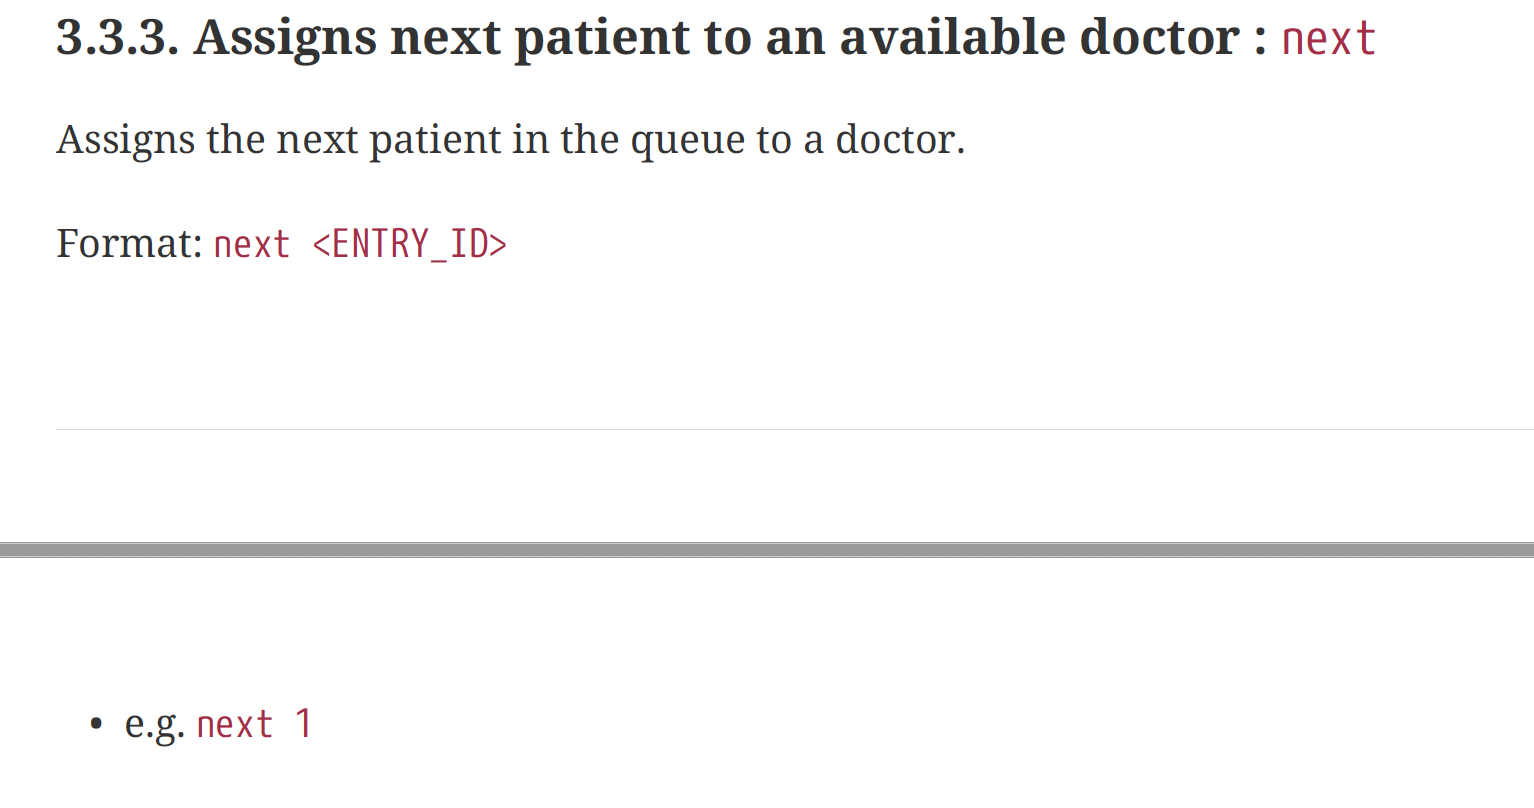 3.3.3. Assigns next patient to an available doctor : next
Assigns the next patient in the queue to a doctor.
Format: next <ENTRY_ID>
• e.g. next 1